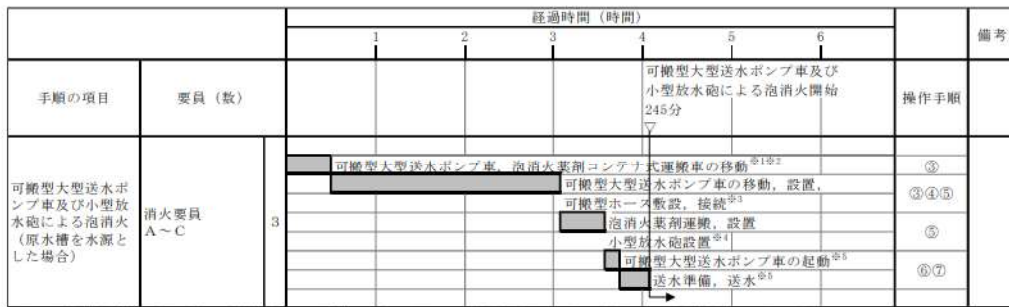 経過時間(時間)
備考
1 2 3 4 5 6
手順の項目
要員(数)
可搬型大型送水ポンプ車及び
小型放水砲による泡消火開始
245分
▽
操作手順
可搬型大型送水ポ
ンプ車及び小型放
水砲による泡消火
(原水槽を水源と
した場合)
消火要員
A~C
3
可搬型大型送水ポンプ車,泡消火薬剤コンテナ式運搬車の移動※1※2
③
可搬型大型送水ポンプ車の移動,設置,
可搬型ホース敷設,接続※3
③④⑤
泡消火薬剤運搬,設置
小型放水砲設置※4
⑤
可搬型大型送水ポンプ車の起動※5
送水準備,送水※5
⑥⑦